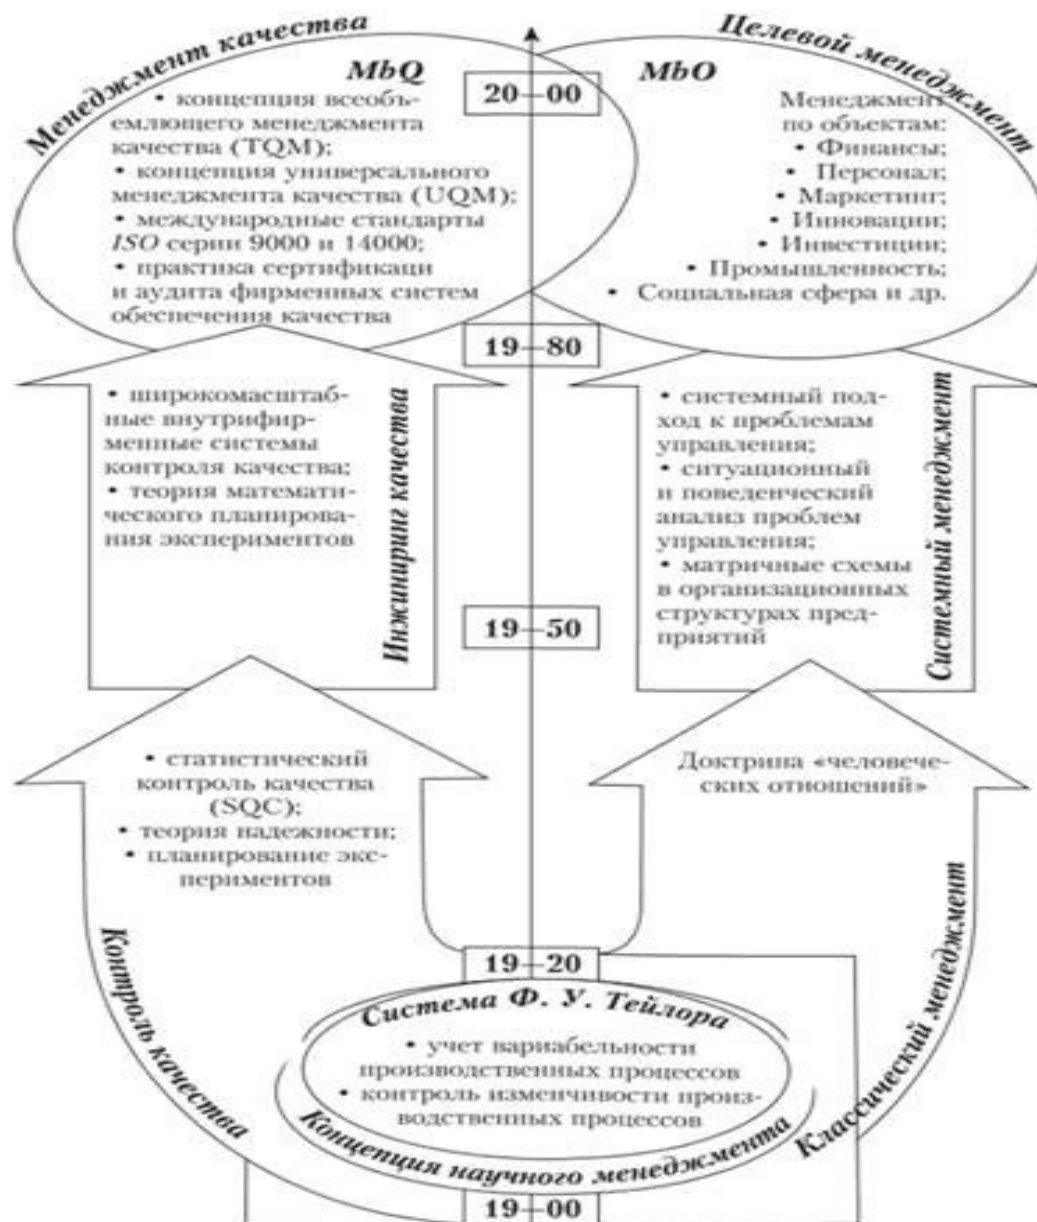 Менеджмент качества
Целевой менеджмент
MbQ
• концепция всеобъ-
емлющего менеджмента
качества (TQM);
• концепция универсального
менеджмента качества (UQM);
• международные стандарты
ISO серии 9000 и 14000;
• практика сертификаци
и аудита фирменных систем
обеспечения качества
20—00
MbO
Менеджмент
по объектам:
• Финансы;
• Персонал;
• Маркетинг;
• Инновации;
• Инвестиции;
• Промышленность;
• Социальная сфера и др.
19—80
• широкомасштаб-
ные внутрифир-
менные системы
контроля качества;
• теория математи-
ческого планирова-
ния экспериментов
Инжиниринг качества
• системный под-
ход к проблемам
управления;
• ситуационный
и поведенческий
анализ проблем
управления;
• матричные схемы
в организационных
структурах пред-
приятий
Системный менеджмент
19—50
• статистический
контроль качества
(SQC);
• теория надежности;
• планирование экс-
периментов
Контроль качества
Доктрина «человече-
ских отношений»
Классический менеджмент
19—20
Система Ф. У. Тейлора
• учет вариабельности
производственных процессов
• контроль изменчивости произ-
водственных процессов
Концепция научного менеджмента
19—00